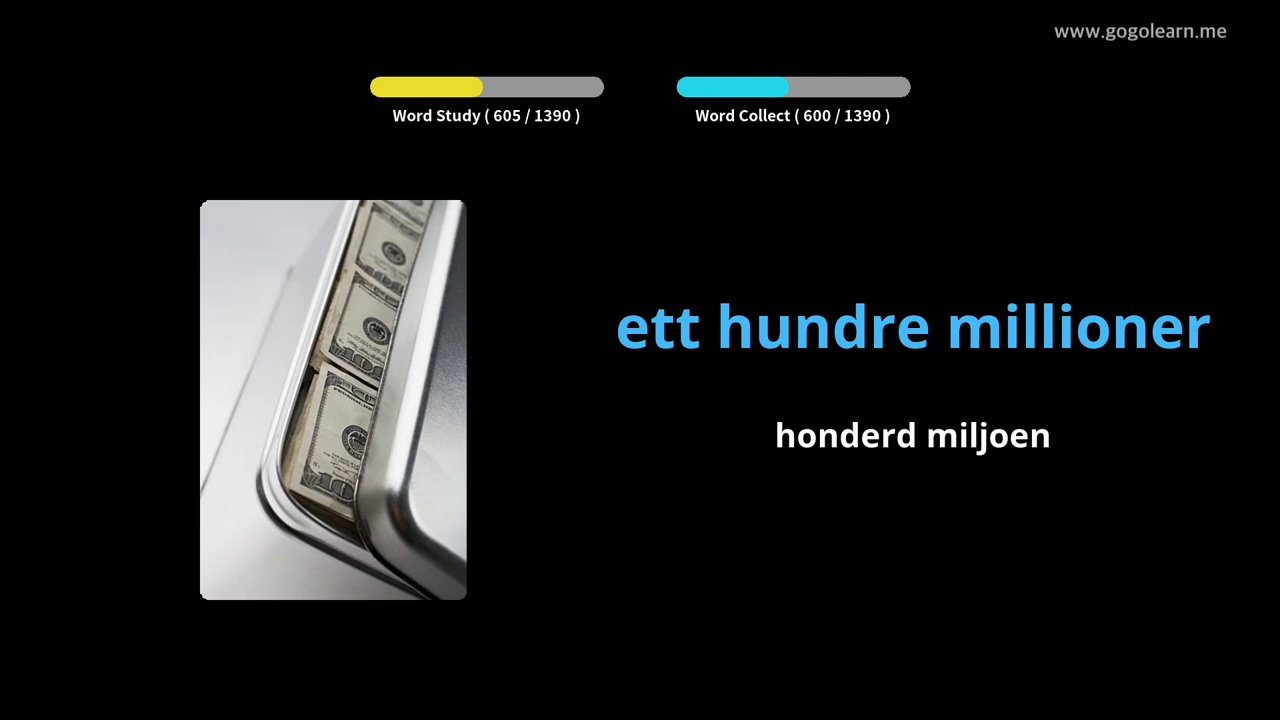 www.gogolearn.me
Word Study ( 605 / 1390 )
Word Collect ( 600 / 1390 )
ett hundre millioner
honderd miljoen